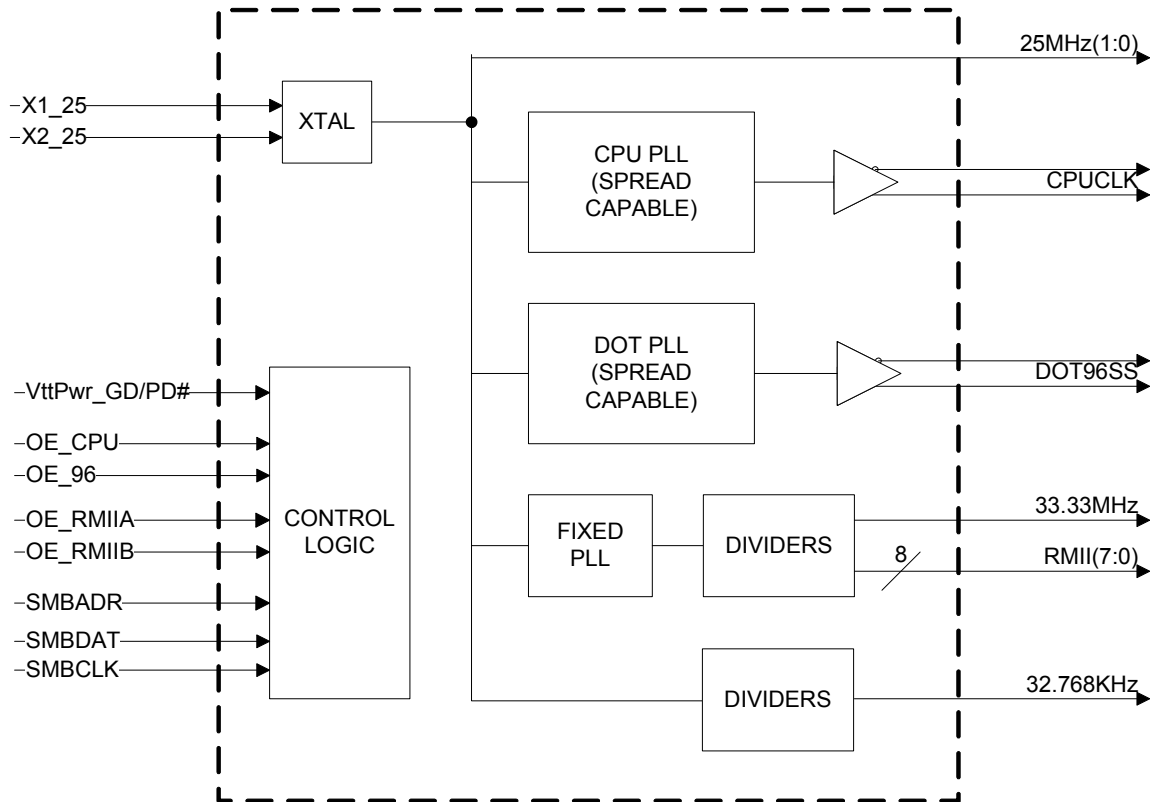 25MHz(1:0)
X1_25
X2_25
XTAL
CPU PLL
(SPREAD
CAPABLE)
CPUCLK
DOT PLL
(SPREAD
CAPABLE)
DOT96SS
VttPwr_GD/PD#
OE_CPU
OE_96
OE_RMIIA
OE_RMIIB
SMBADR
SMBDAT
SMBCLK
CONTROL
LOGIC
FIXED
PLL
DIVIDERS
33.33MHz
8
RMII(7:0)
DIVIDERS
32.768KHz